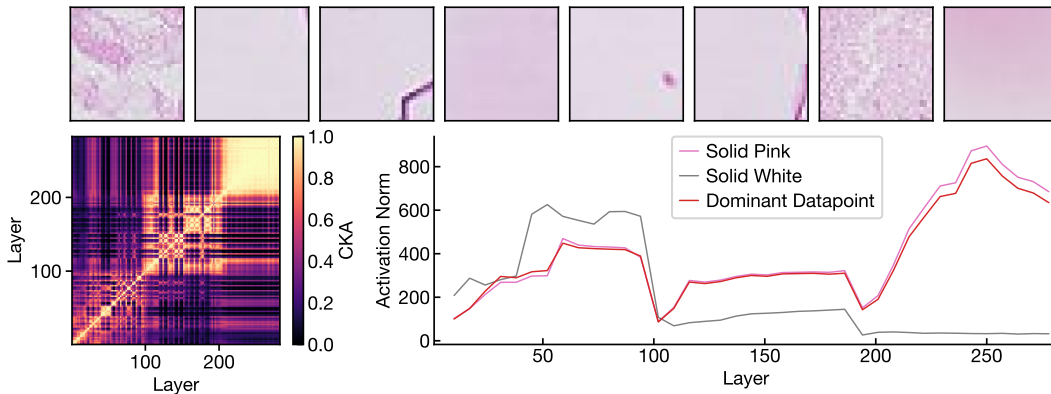 200
100
Layer
100 200
Layer
1.0
0.8
0.6
0.4
0.2
0.0
CKA
800
600
400
200
0
Activation Norm
Solid Pink
Solid White
Dominant Datapoint
50 100 150 200 250
Layer